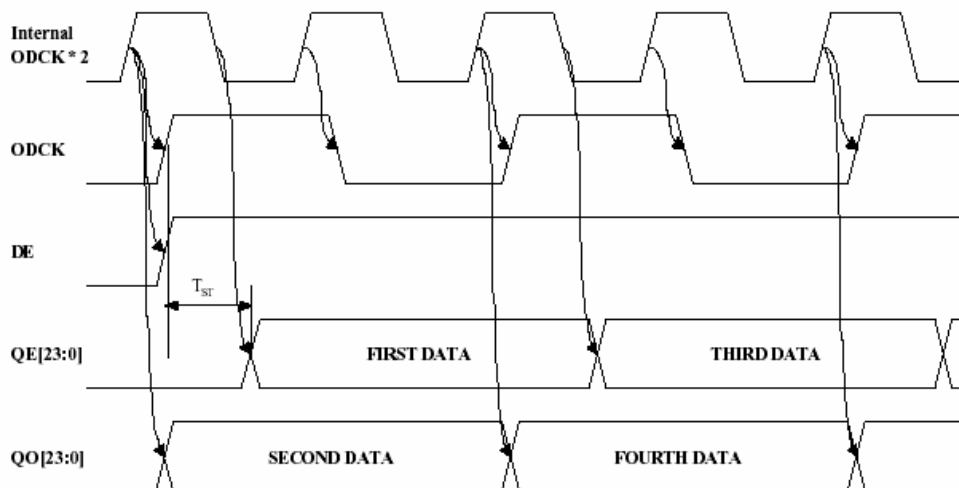 Internal
ODCK * 2
ODCK
DE
T_ST
QE[23:0] FIRST DATA THIRD DATA
QO[23:0] SECOND DATA FOURTH DATA